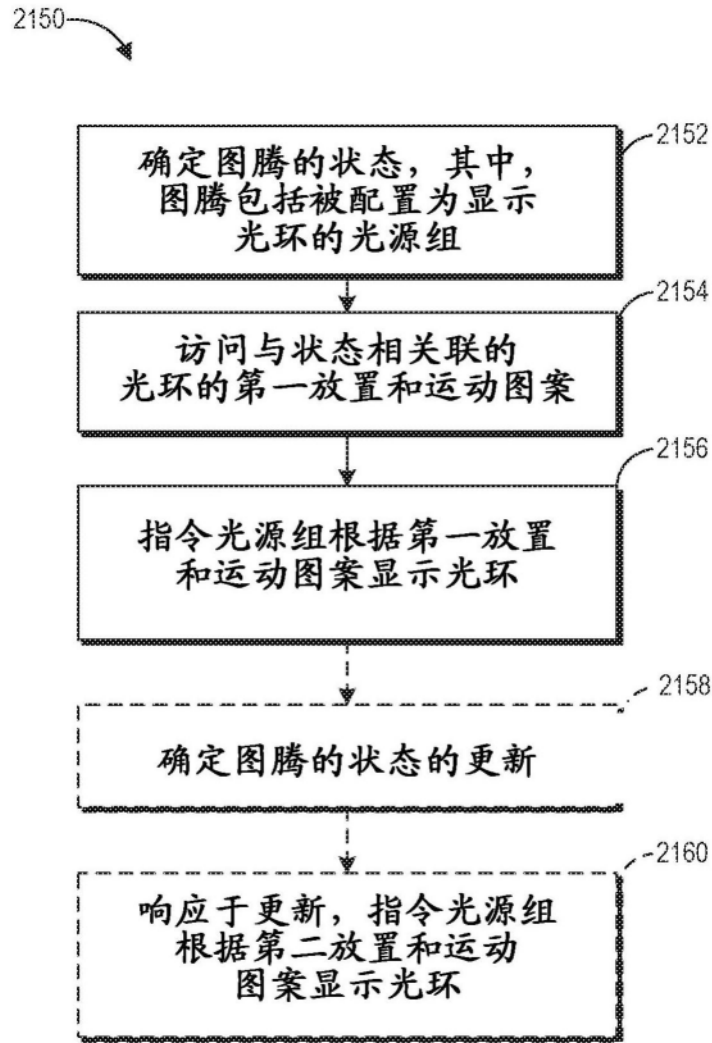 2150
2152
确定图腾的状态，其中，
图腾包括被配置为显示
光环的光源组
2154
访问与状态相关联的
光环的第一放置和运动图案
2156
指令光源组根据第一放置
和运动图案显示光环
2158
确定图腾的状态的更新
2160
响应于更新，指令光源组
根据第二放置和运动
图案显示光环